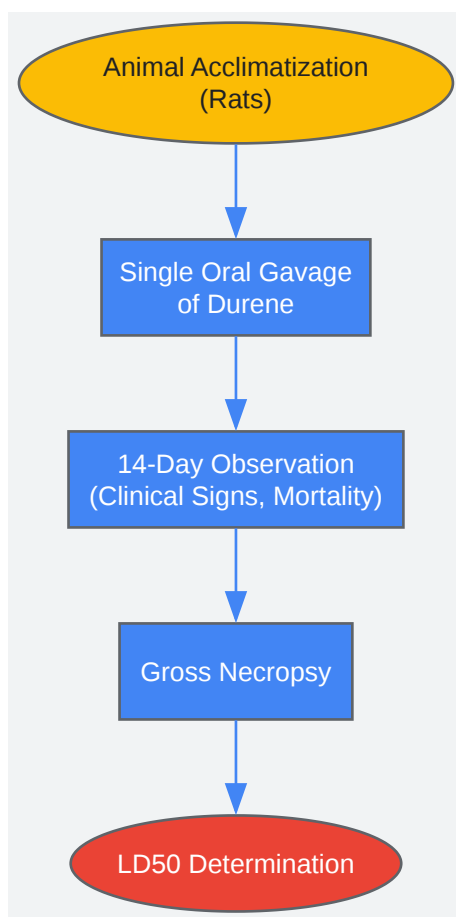 Animal Acclimatization
(Rats)
Single Oral Gavage
of Durene
14-Day Observation
(Clinical Signs, Mortality)
Gross Necropsy
LD50 Determination